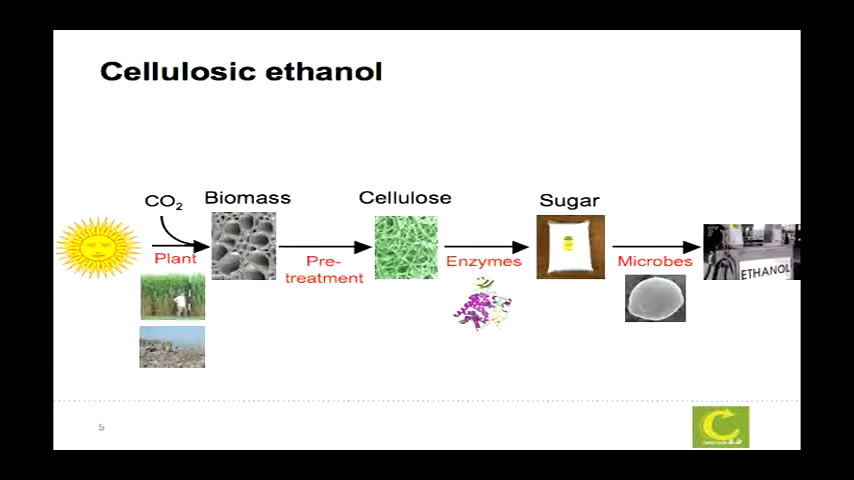 Cellulosic ethanol
CO2
Biomass
Cellulose
Sugar
Plant
Pre-
treatment
Enzymes
Microbes
ETHANOL
5